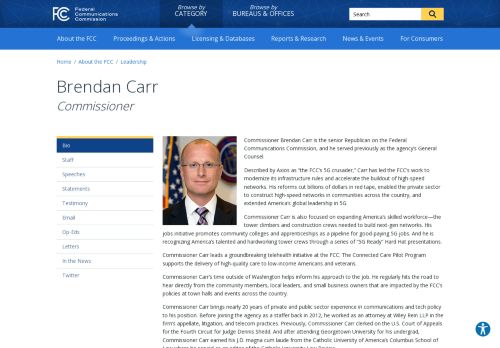 FCC Federal Communications Commission
Browse by CATEGORY
Browse by BUREAUS & OFFICES
Search
About the FCC
Proceedings & Actions
Licensing & Databases
Reports & Research
News & Events
For Consumers
Home / About the FCC / Leadership
Brendan Carr
Commissioner
Bio
Staff
Speeches
Statements
Testimony
Email
Op-Eds
Letters
In the News
Twitter
Commissioner Brendan Carr is the senior Republican on the Federal
Communications Commission, and he served previously as the agency's General
Counsel.
Described by Axios as "the FCC's 5G crusader," Carr has led the FCC's work to
modernize its infrastructure rules and accelerate the buildout of high-speed
networks. His reforms cut billions of dollars in red tape, enabled the private sector
to construct high-speed networks in communities across the country, and
extended America's global leadership in 5G.
Commissioner Carr is also focused on expanding America's skilled workforce—the
tower climbers and construction crews needed to build next-gen networks. His
jobs initiative promotes community colleges and apprenticeships as a pipeline for good-paying 5G jobs. And he is
recognizing America's talented and hardworking tower crews through a series of "5G Ready" Hard Hat presentations.
Commissioner Carr leads a groundbreaking telehealth initiative at the FCC. The Connected Care Pilot Program
supports the delivery of high-quality care to low-income Americans and veterans.
Commissioner Carr's time outside of Washington helps inform his approach to the job. He regularly hits the road to
hear directly from the community members, local leaders, and small business owners that are impacted by the FCC's
policies at town halls and events across the country.
Commissioner Carr brings nearly 20 years of private and public sector experience in communications and tech policy
to his position. Before joining the agency as a staffer back in 2012, he worked as an attorney at Wiley Rein LLP in the
firm's appellate, litigation, and telecom practices. Previously, Commissioner Carr clerked on the U.S. Court of Appeals
for the Fourth Circuit for Judge Dennis Shedd. And after attending Georgetown University for his undergrad,
Commissioner Carr earned his J.D. magna cum laude from the Catholic University of America's Columbus School of